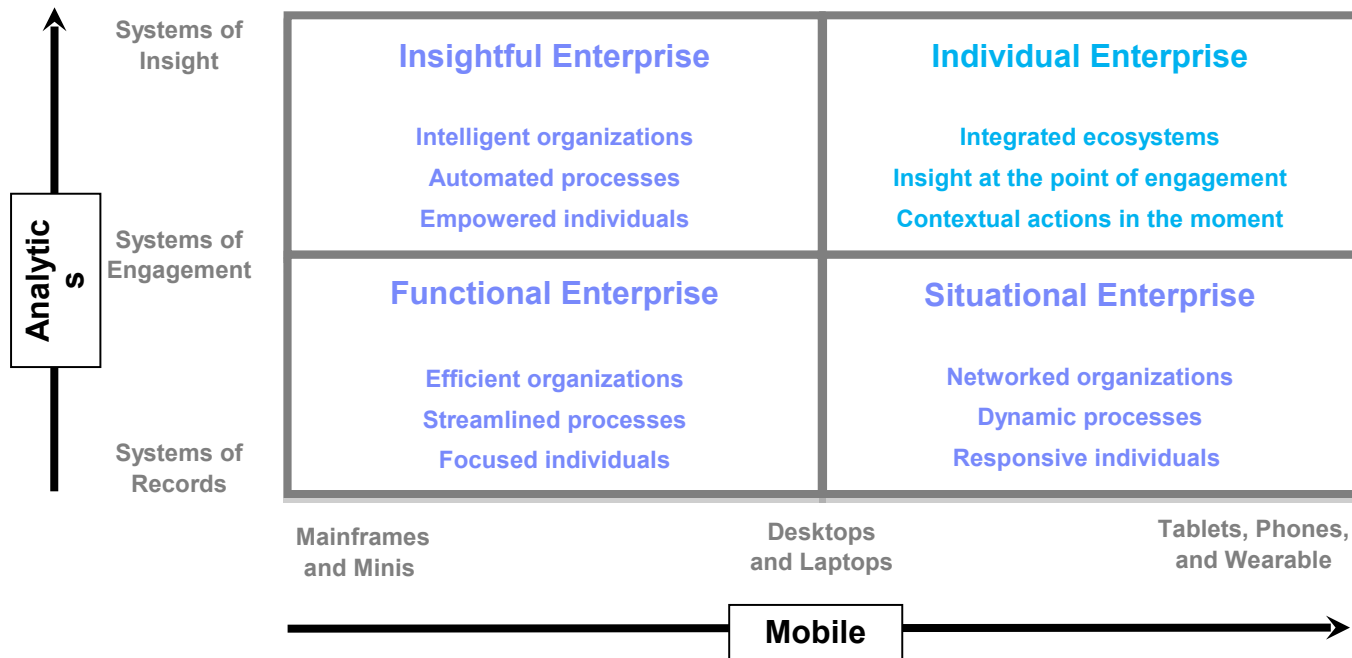 Systems of
Insight
Insightful Enterprise
Individual Enterprise
Intelligent organizations
Automated processes
Empowered individuals
Integrated ecosystems
Insight at the point of engagement
Contextual actions in the moment
Analytic
s
Systems of
Engagement
Functional Enterprise
Situational Enterprise
Efficient organizations
Streamlined processes
Focused individuals
Networked organizations
Dynamic processes
Responsive individuals
Systems of
Records
Mainframes
and Minis
Desktops
and Laptops
Tablets, Phones,
and Wearable
Mobile